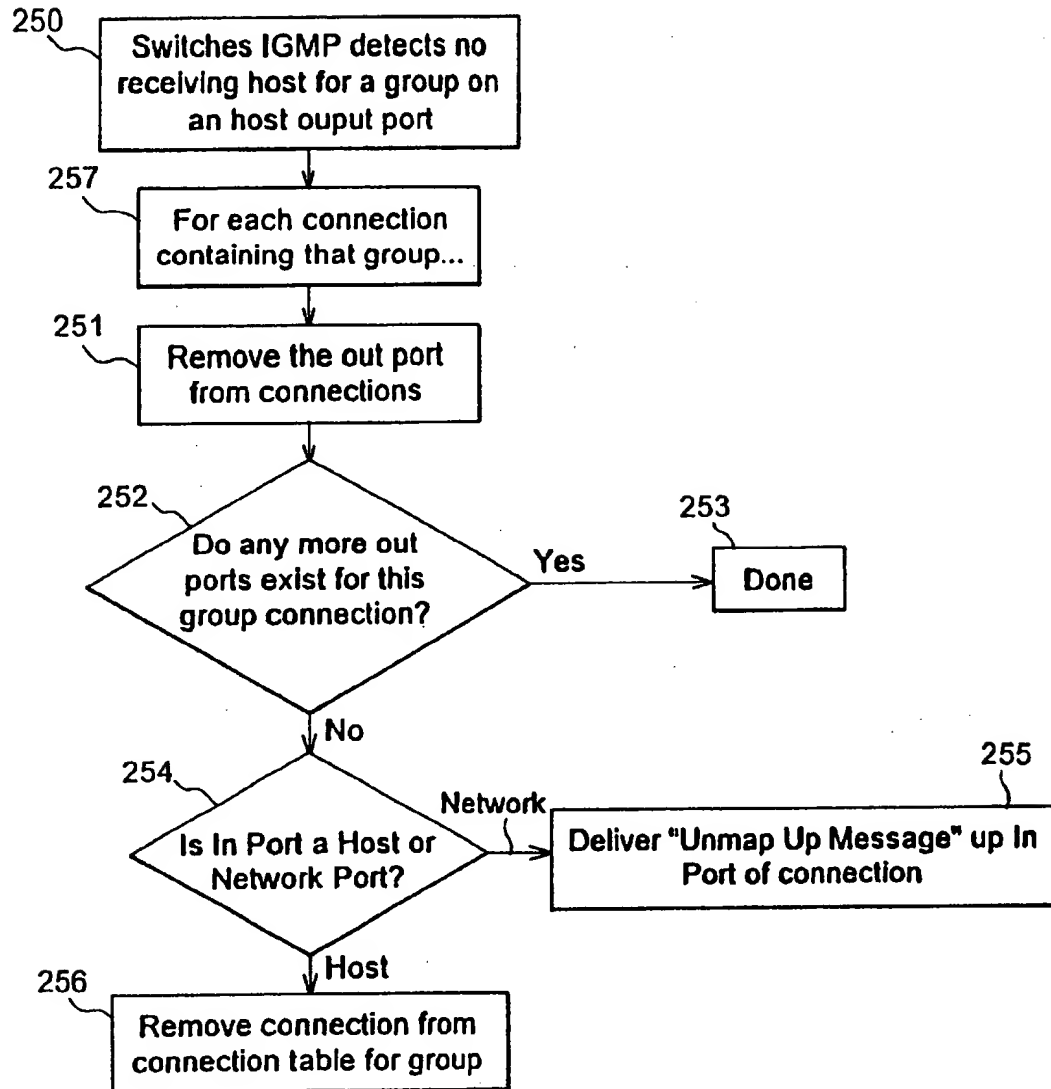 250
Switches IGMP detects no
receiving host for a group on
an host ouput port
257
For each connection
containing that group...
251
Remove the out port
from connections
252
Do any more out
ports exist for this
group connection?
Yes
253
Done
No
254
Is In Port a Host or
Network Port?
Network
255
Deliver "Unmap Up Message" up In
Port of connection
Host
256
Remove connection from
connection table for group